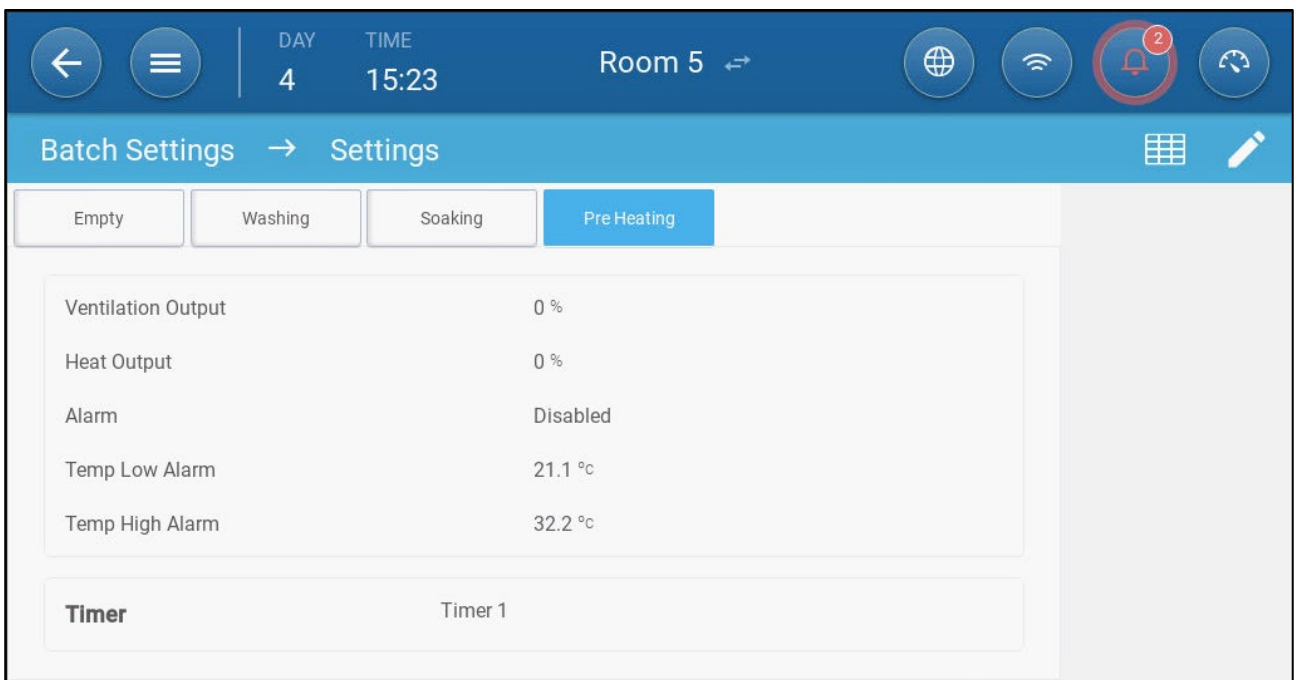 DAY TIME
4 15:23 Room 5 2
Batch Settings → Settings
Empty Washing Soaking Pre Heating
Ventilation Output 0 %
Heat Output 0 %
Alarm Disabled
Temp Low Alarm 21.1 °c
Temp High Alarm 32.2 °c
Timer Timer 1